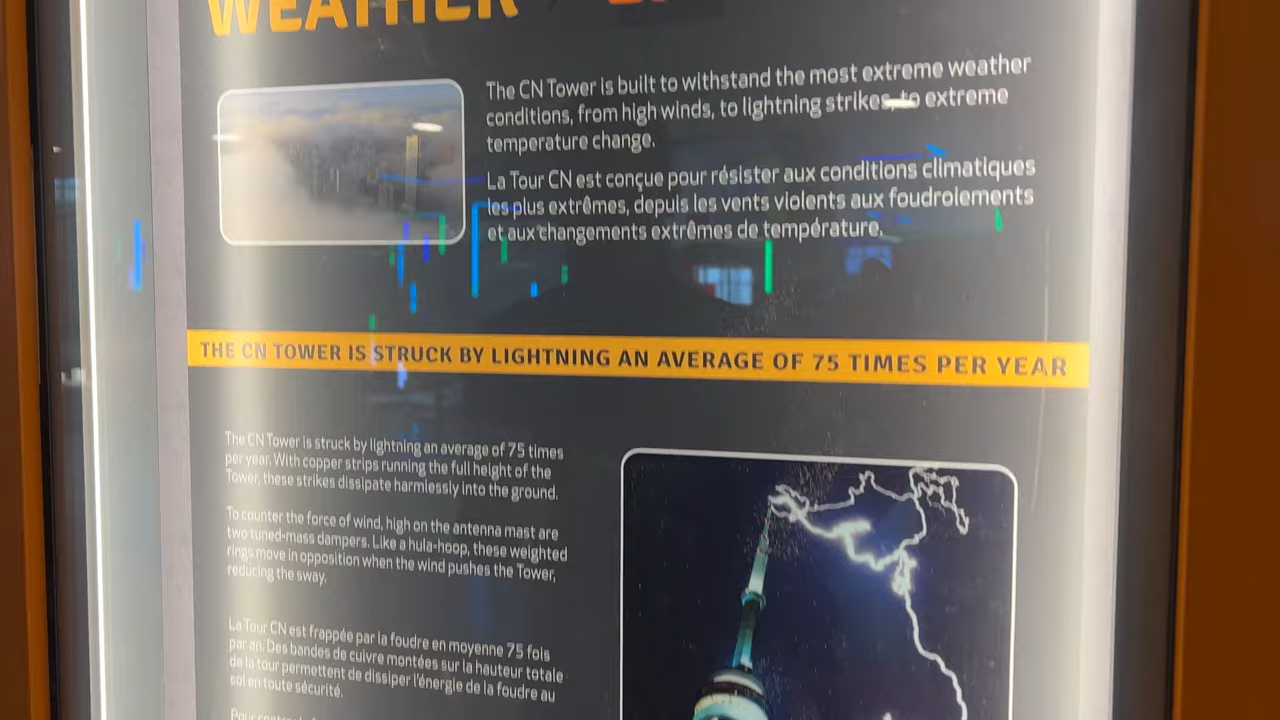 WEATHER
The CN Tower is built to withstand the most extreme weather
conditions, from high winds, to lightning strikes, to extreme
temperature change.
La Tour CN est conçue pour résister aux conditions climatiques
les plus extrêmes, depuis les vents violents aux foudroiements
et aux changements extrêmes de température.
THE CN TOWER IS STRUCK BY LIGHTNING AN AVERAGE OF 75 TIMES PER YEAR
The CN Tower is struck by lightning an average of 75 times
per year. With copper strips running the full height of the
Tower, these strikes dissipate harmlessly into the ground.
To counter the force of wind, high on the antenna mast are
two tuned-mass dampers. Like a hula-hoop, these weighted
rings move in opposition when the wind pushes the Tower,
reducing the sway.
La Tour CN est frappée par la foudre en moyenne 75 fois
par an. Des bandes de cuivre montées sur la hauteur totale
de la tour permettent de dissiper l'énergie de la foudre au
sol en toute sécurité.
Pour